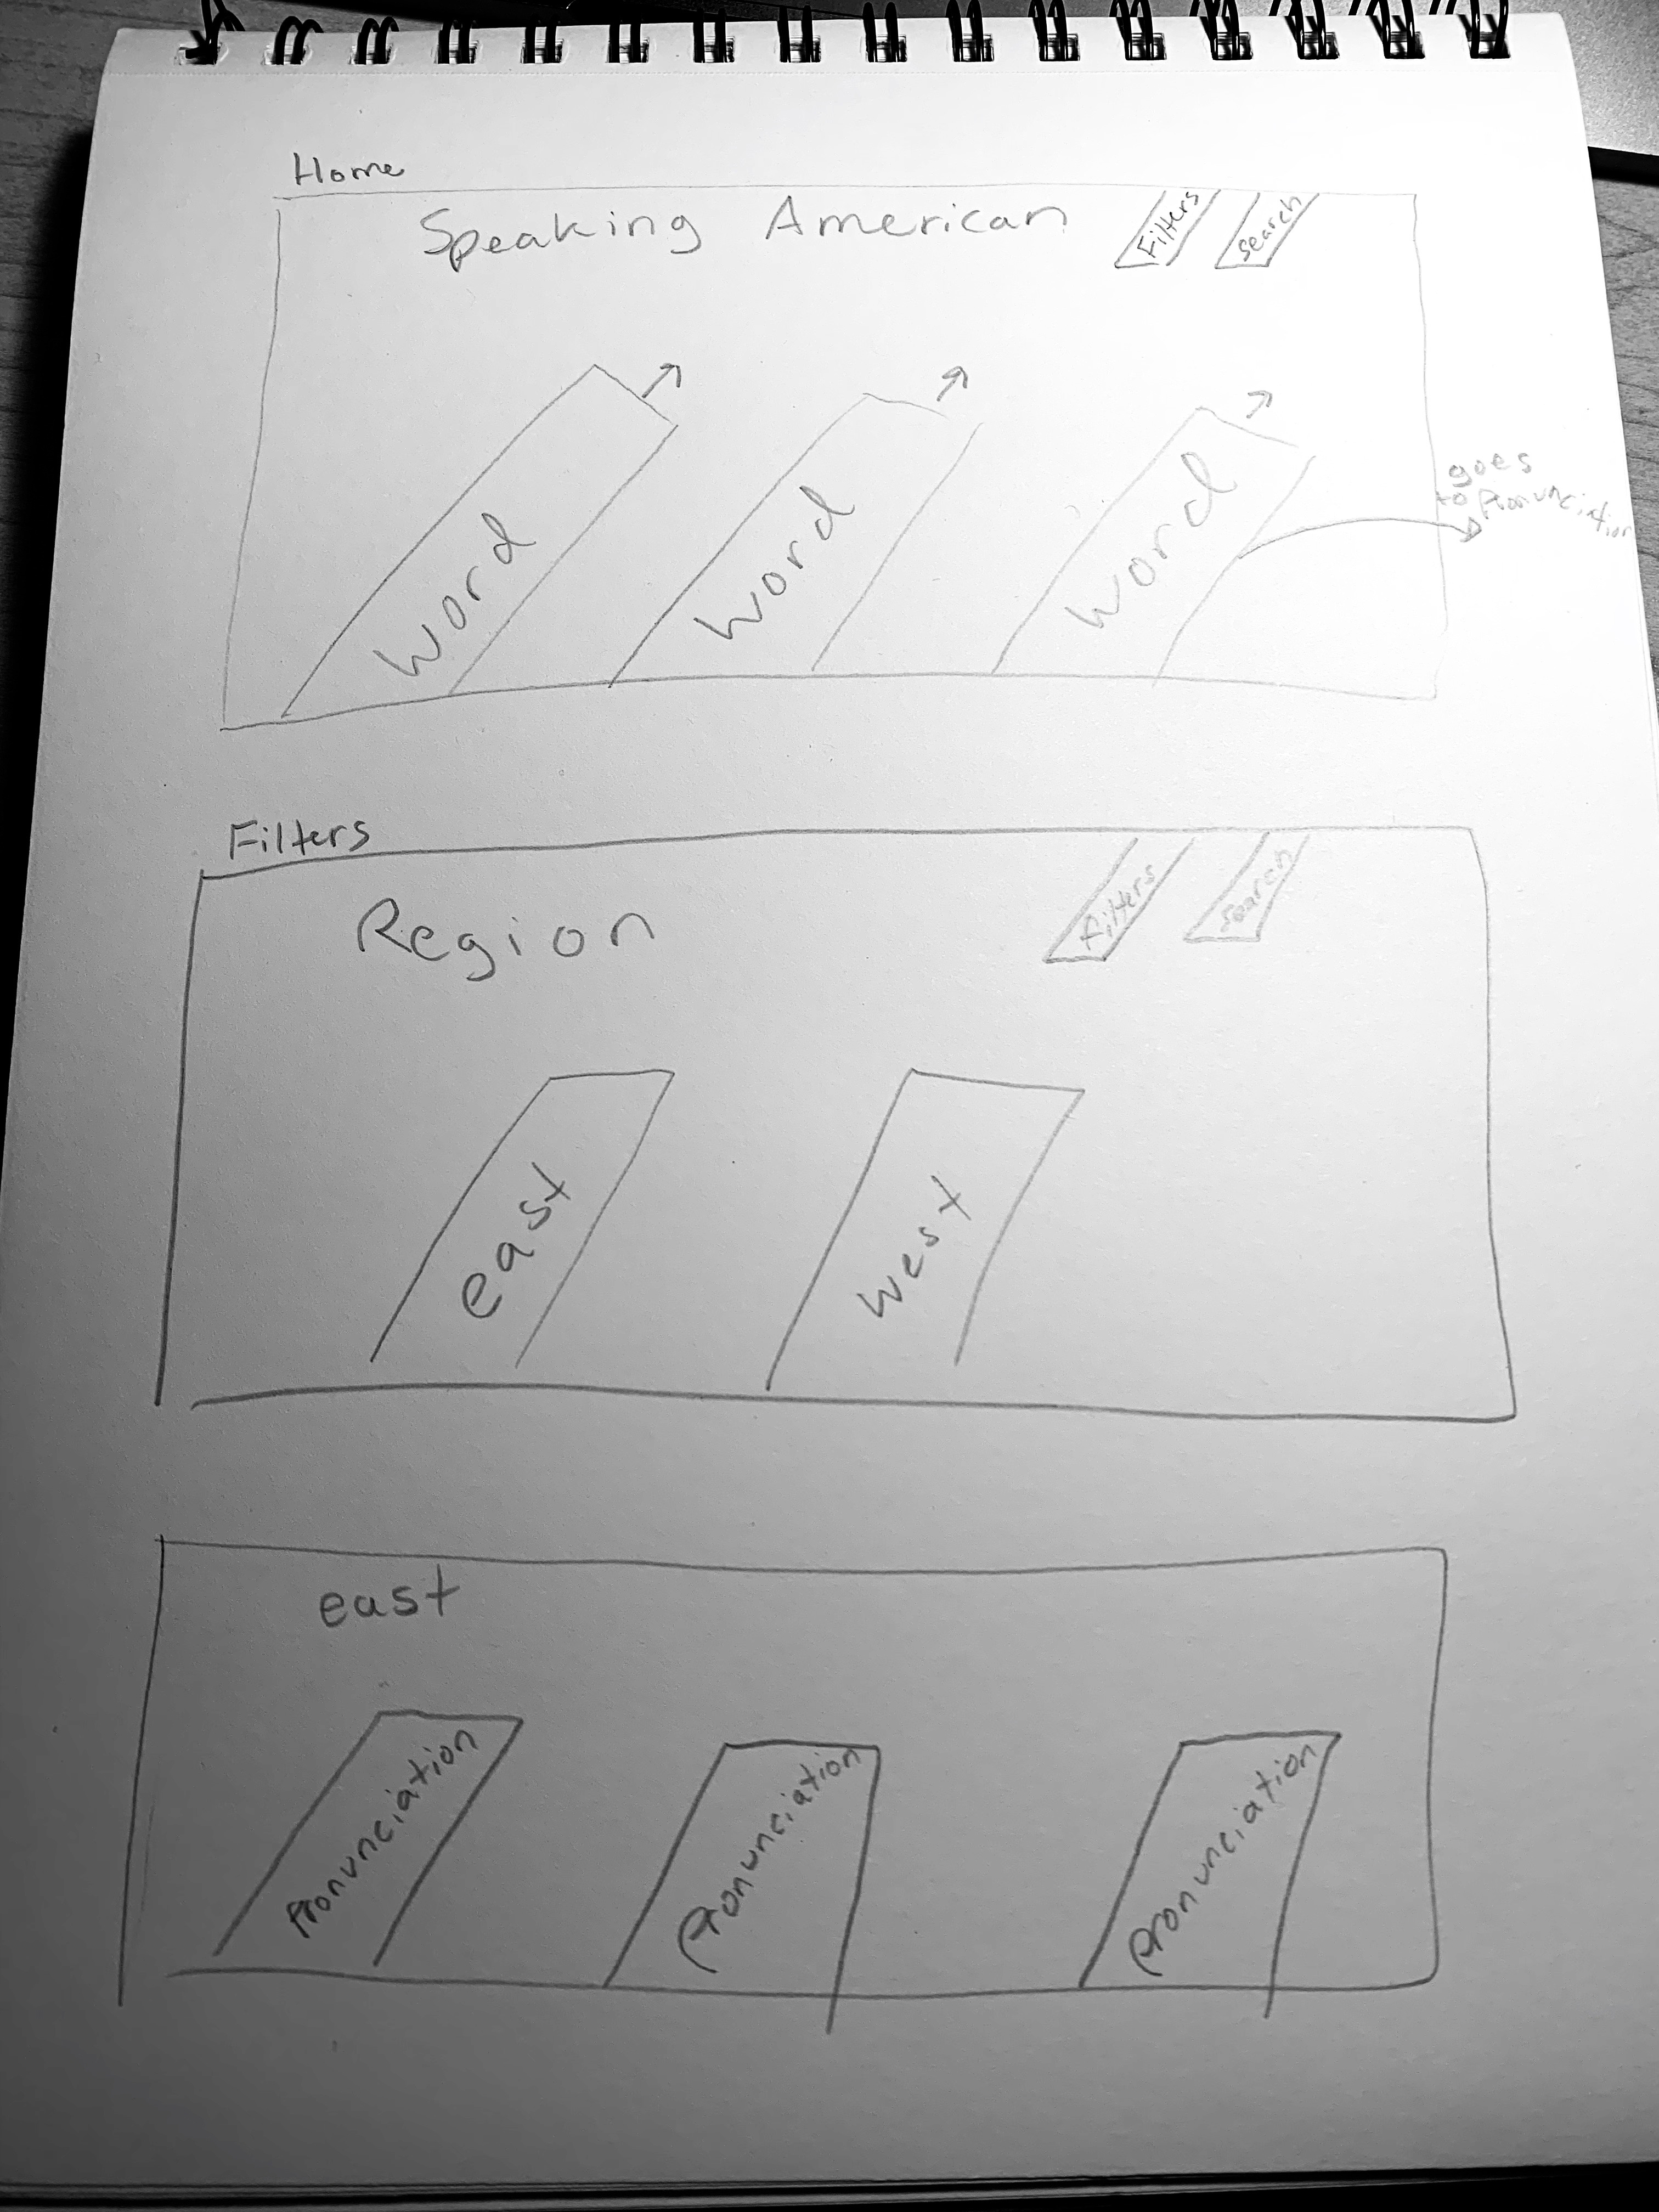 Home
Speaking American
Filters
Search
word
word
word
goes
to Pronunciation
Filters
Region
Filters
Search
east
west
east
Pronunciation
Pronunciation
Pronunciation